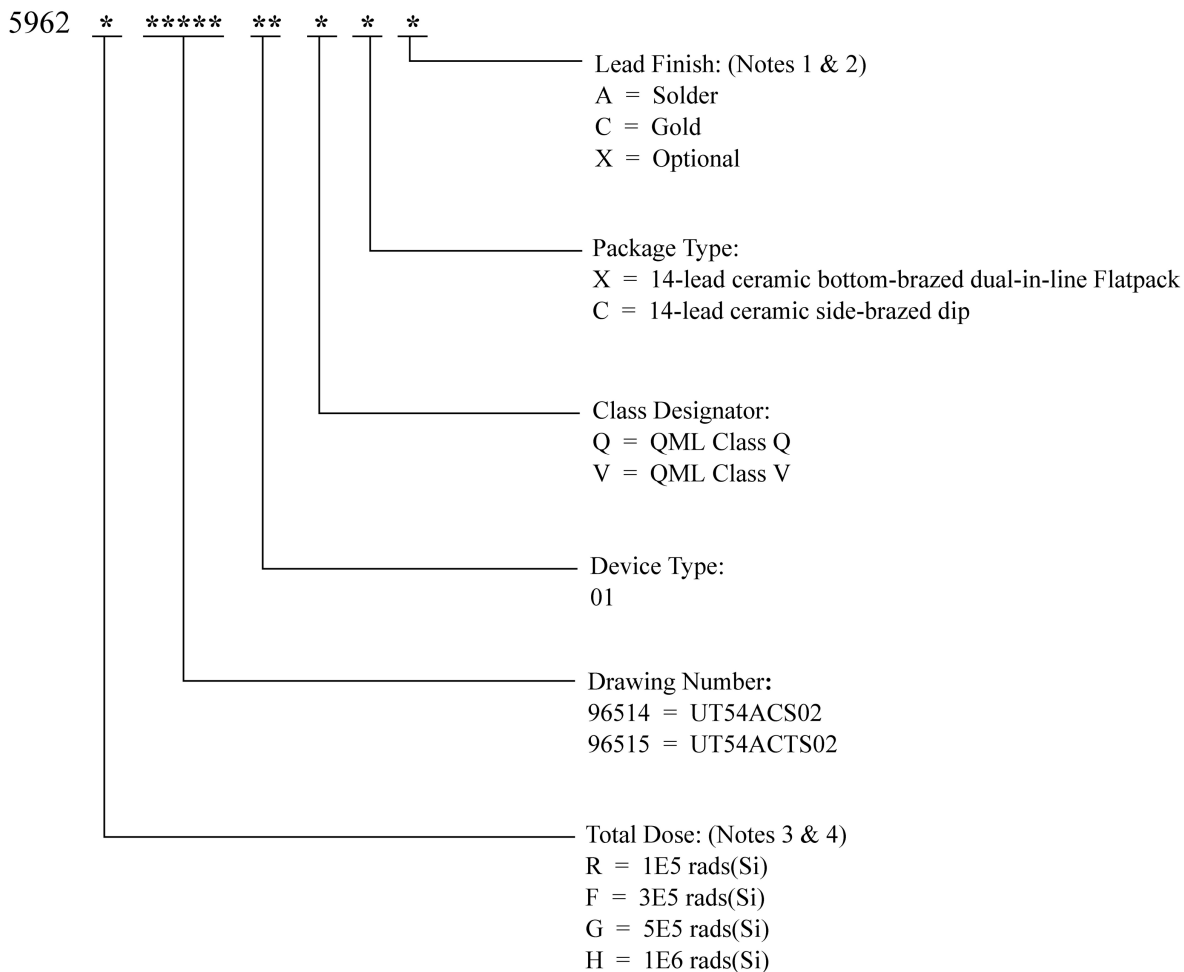 5962 * ***** ** * * *
Lead Finish: (Notes 1 & 2)
A = Solder
C = Gold
X = Optional
Package Type:
X = 14-lead ceramic bottom-brazed dual-in-line Flatpack
C = 14-lead ceramic side-brazed dip
Class Designator:
Q = QML Class Q
V = QML Class V
Device Type:
01
Drawing Number:
96514 = UT54ACS02
96515 = UT54ACTS02
Total Dose: (Notes 3 & 4)
R = 1E5 rads(Si)
F = 3E5 rads(Si)
G = 5E5 rads(Si)
H = 1E6 rads(Si)